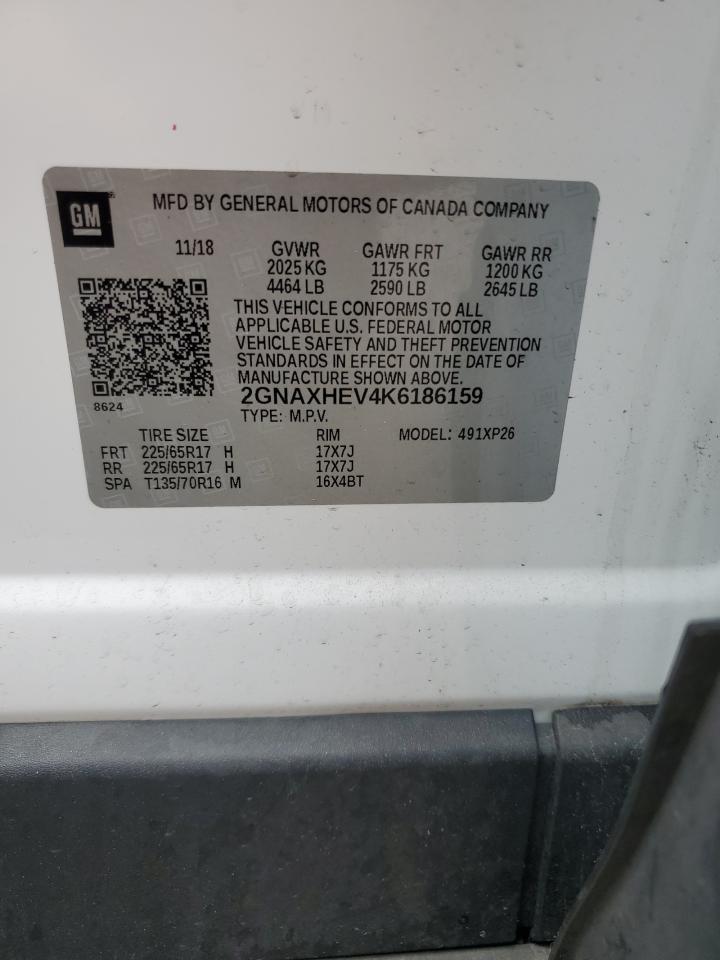 GM
MFD BY GENERAL MOTORS OF CANADA COMPANY
11/18 GVWR GAWR FRT GAWR RR
2025 KG 1175 KG 1200 KG
4464 LB 2590 LB 2645 LB
THIS VEHICLE CONFORMS TO ALL
APPLICABLE U.S. FEDERAL MOTOR
VEHICLE SAFETY AND THEFT PREVENTION
STANDARDS IN EFFECT ON THE DATE OF
MANUFACTURE SHOWN ABOVE.
8624 2GNAXHEV4K6186159
TYPE: M.P.V.
TIRE SIZE RIM MODEL: 491XP26
FRT 225/65R17 H 17X7J
RR 225/65R17 H 17X7J
SPA T135/70R16 M 16X4BT